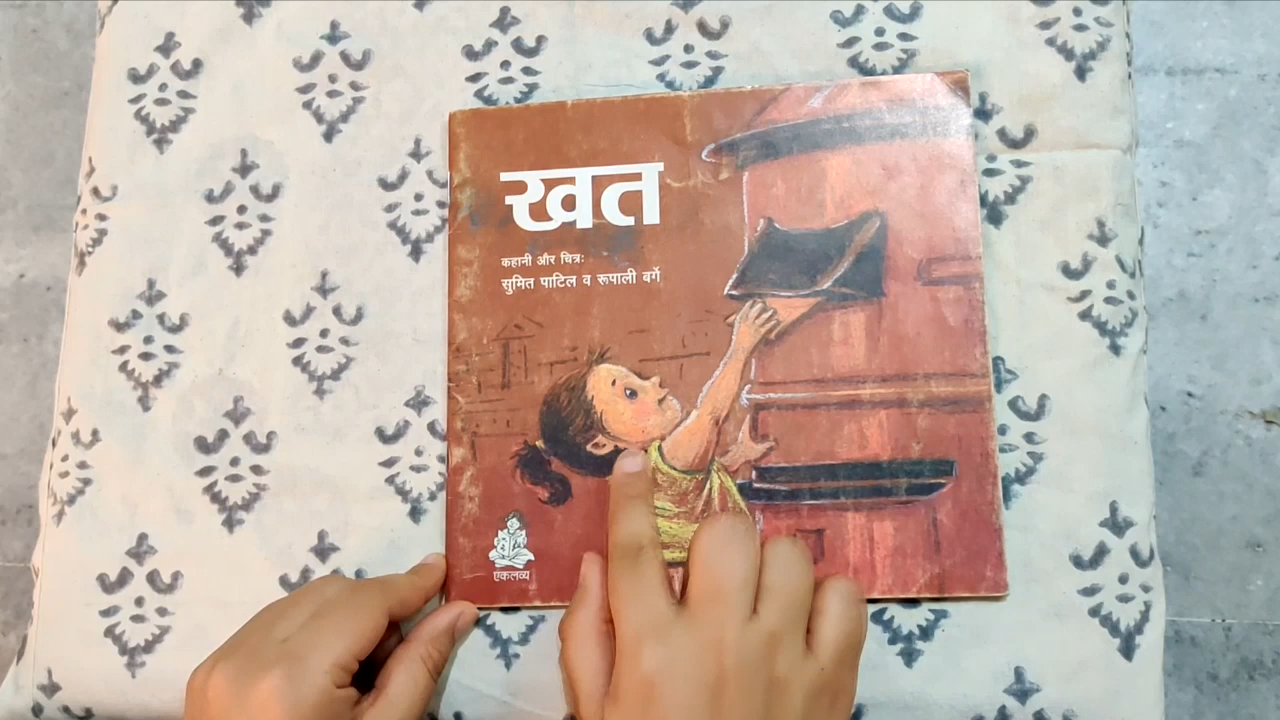 खत
कहानी और चित्र:
सुमित पाटिल व रूपाली बर्गे
एकलव्य